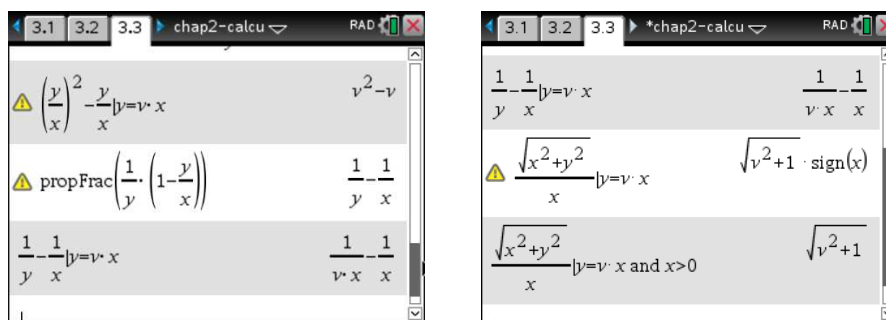 3.1 3.2 3.3 chap2-calcu RAD
(y/x)^2-y/x|y=v·x v^2-v
propFrac(1/y·(1-y/x)) 1/y-1/x
1/y-1/x|y=v·x 1/(v·x)-1/x
3.1 3.2 3.3 *chap2-calcu RAD
1/y-1/x|y=v·x 1/(v·x)-1/x
√(x^2+y^2)/x|y=v·x √(v^2+1)·sign(x)
√(x^2+y^2)/x|y=v·x and x>0 √(v^2+1)